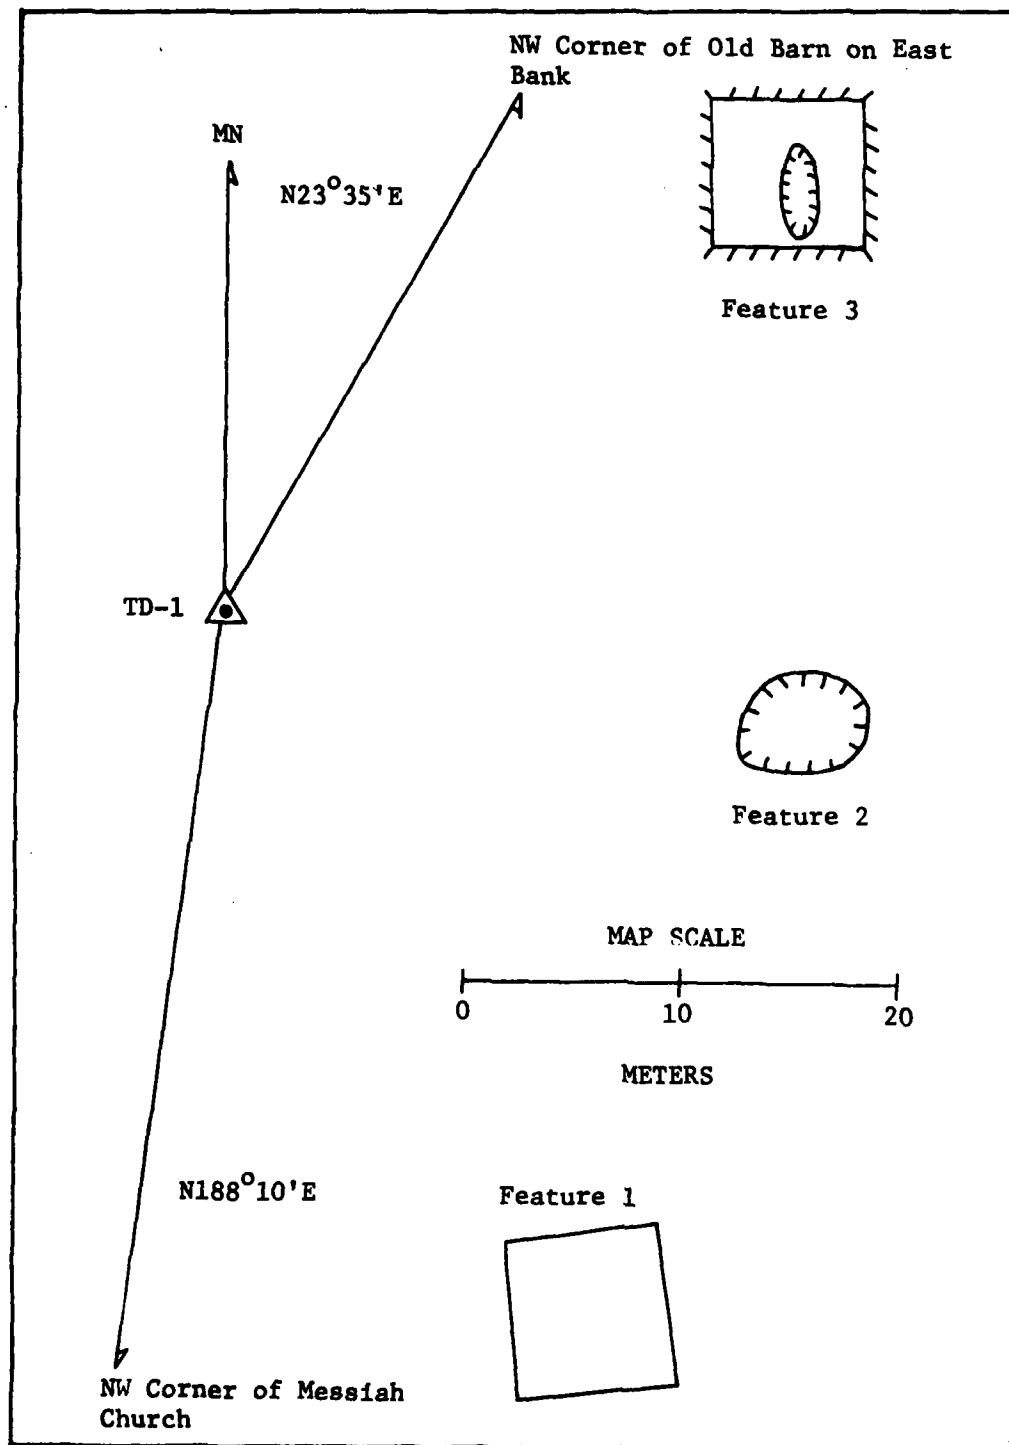 NW Corner of Old Barn on East
Bank
MN
N23°35'E
Feature 3
TD-1
Feature 2
MAP SCALE
0 10 20
METERS
N188°10'E
Feature 1
NW Corner of Messiah
Church